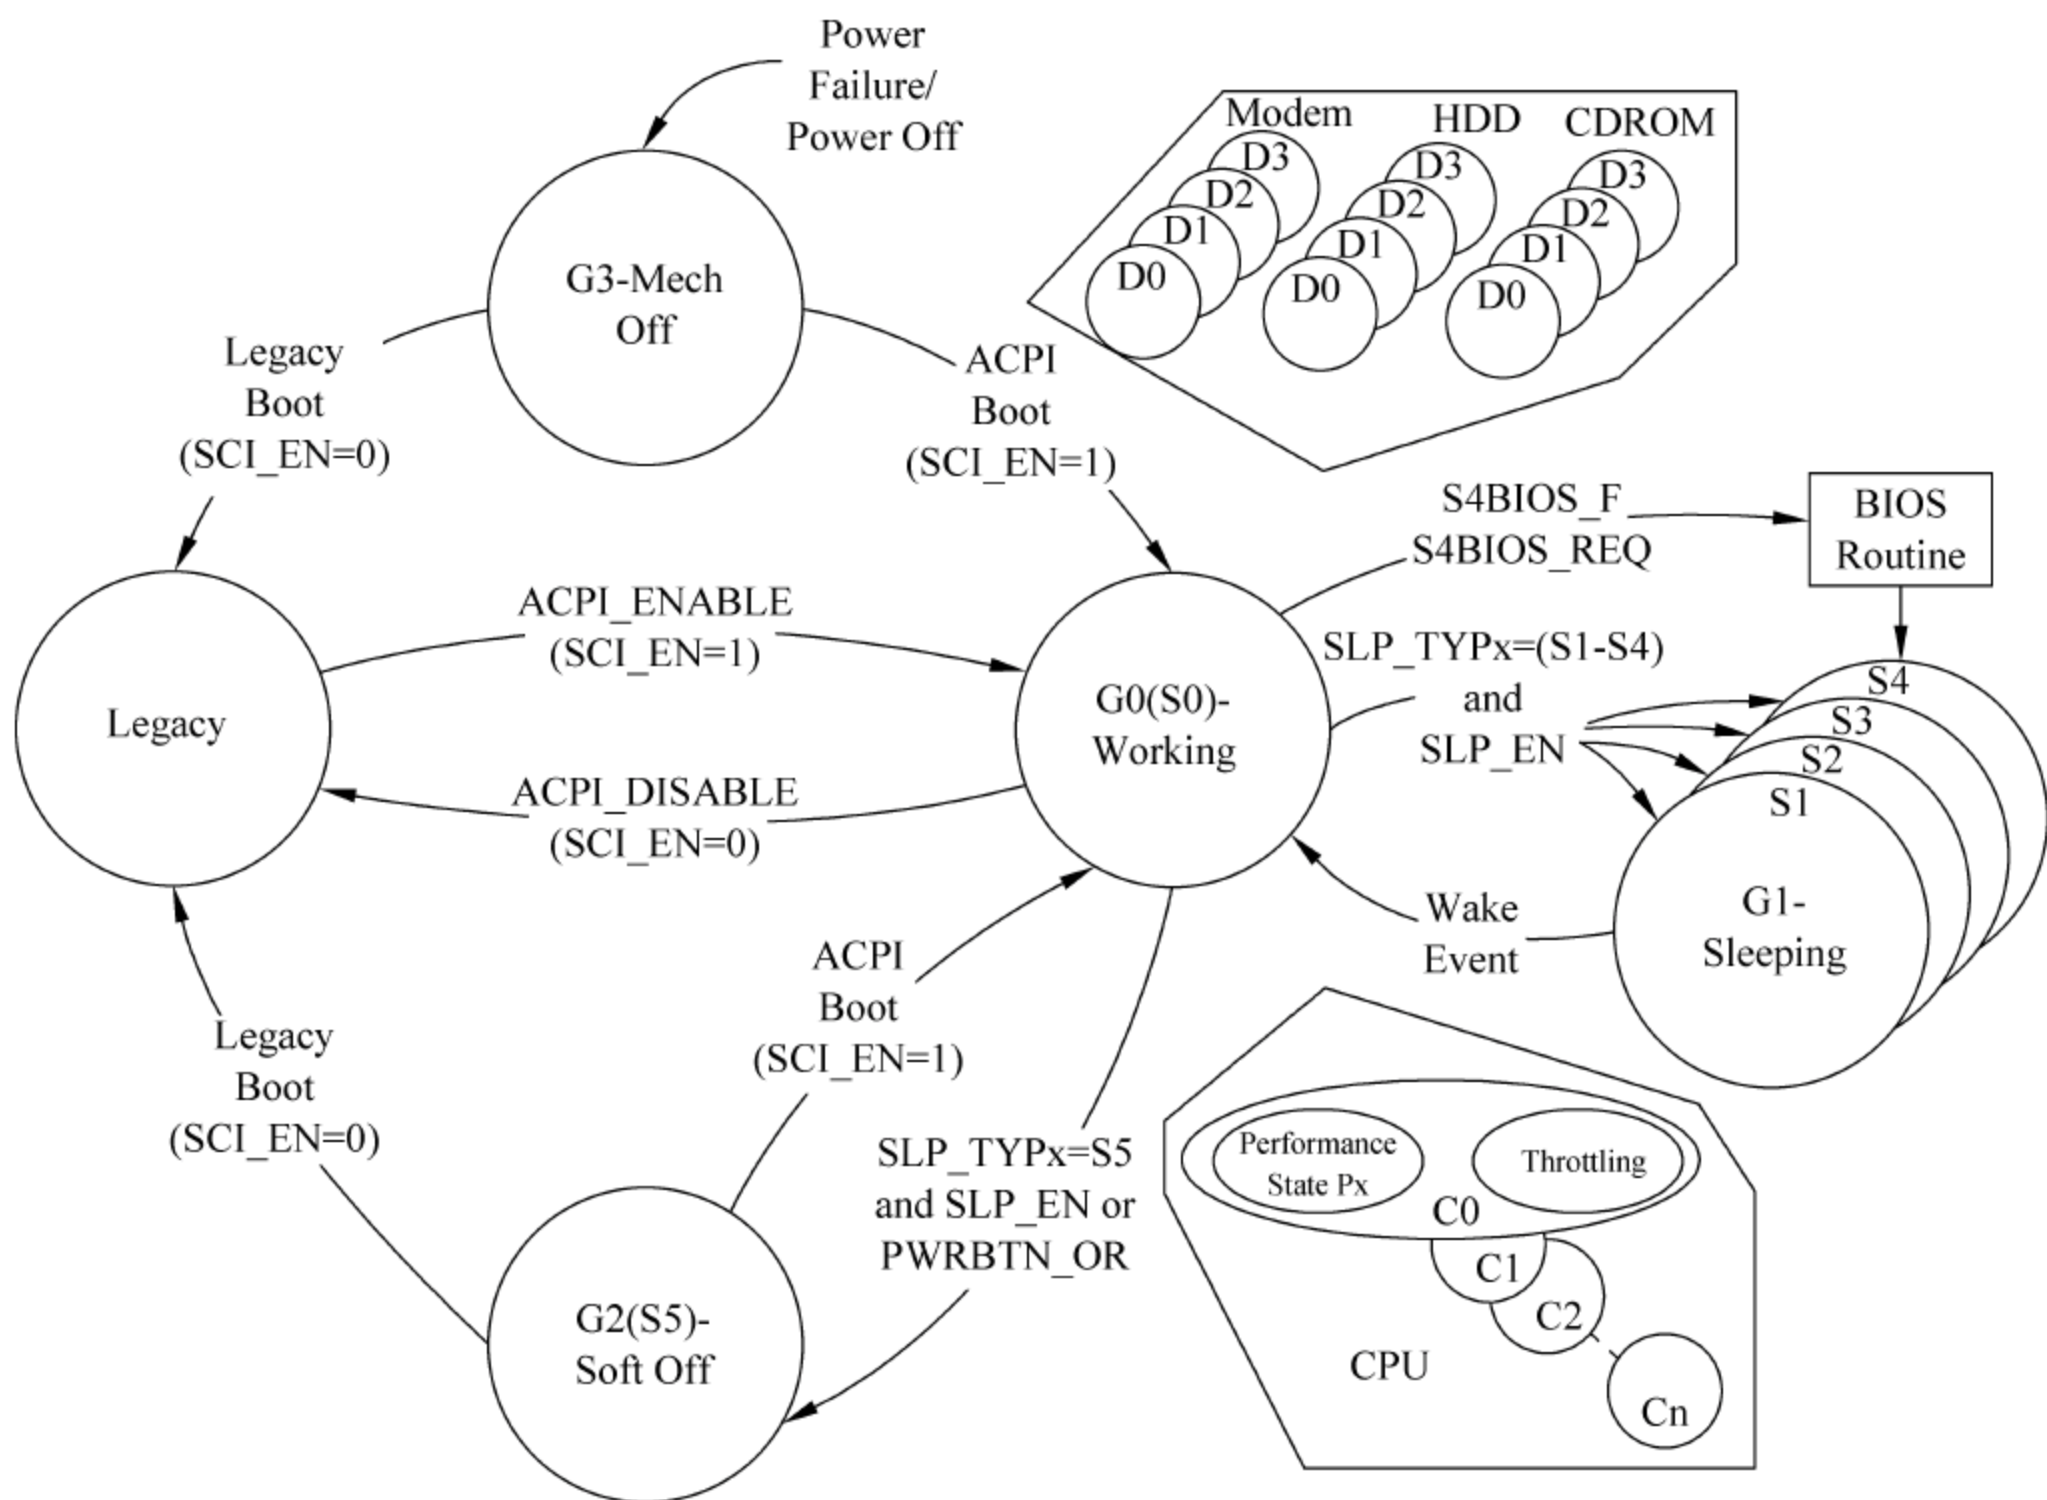 Power
Failure/
Power Off
Modem
HDD
CDROM
D3
D2
D1
D0
D3
D2
D1
D0
D3
D2
D1
D0
G3-Mech
Off
Legacy
Boot
(SCI_EN=0)
ACPI
Boot
(SCI_EN=1)
S4BIOS_F
S4BIOS_REQ
BIOS
Routine
ACPI_ENABLE
(SCI_EN=1)
SLP_TYPx=(S1-S4)
and
SLP_EN
S4
S3
S2
S1
G1-
Sleeping
Legacy
G0(S0)-
Working
ACPI_DISABLE
(SCI_EN=0)
Wake
Event
ACPI
Boot
(SCI_EN=1)
Legacy
Boot
(SCI_EN=0)
SLP_TYPx=S5
and SLP_EN or
PWRBTN_OR
Performance
State Px
Throttling
C0
C1
C2
Cn
CPU
G2(S5)-
Soft Off